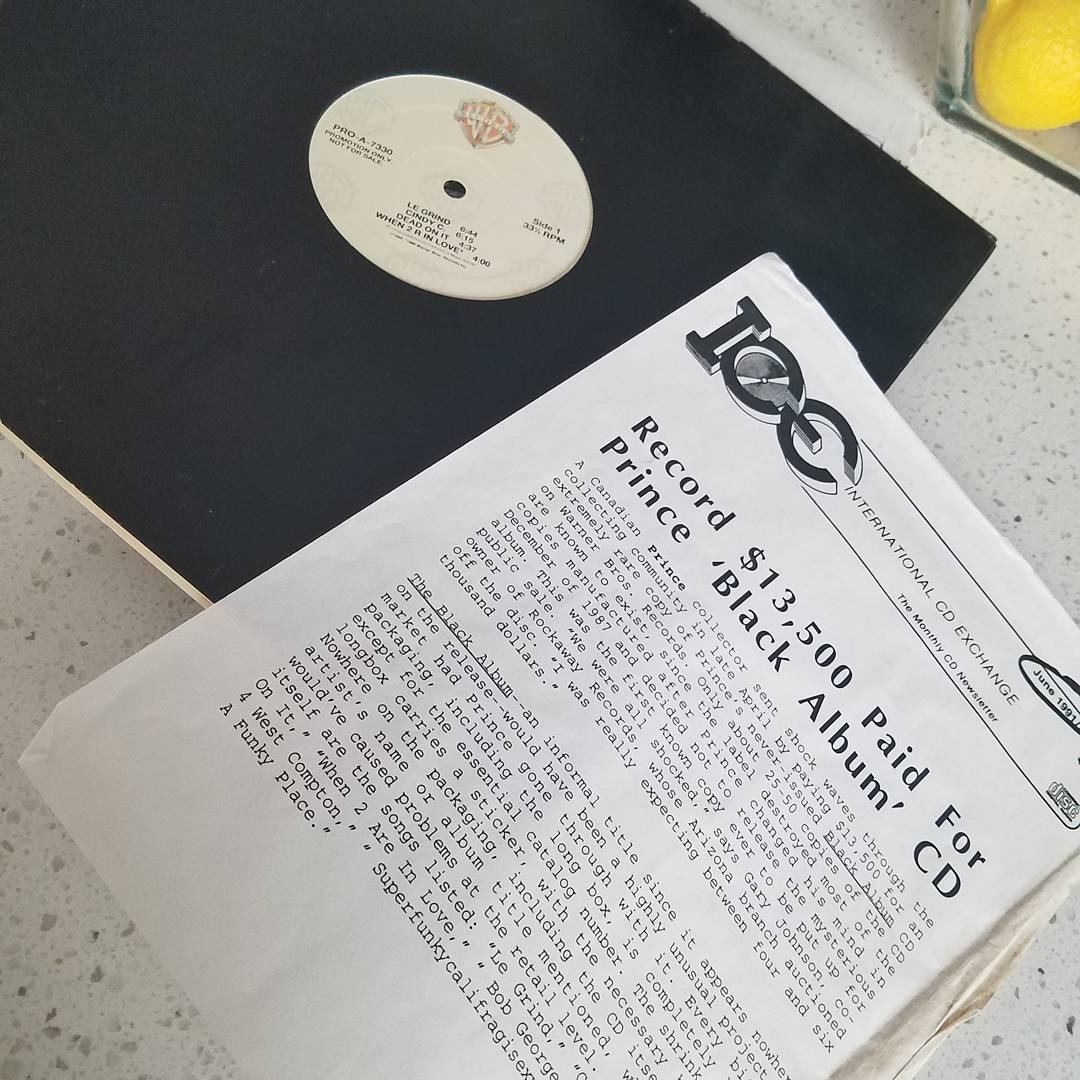 PRO-A-7330
PROMOTION ONLY
NOT FOR SALE
LE GRIND 6:44
CINDY C. 6:15
DEAD ON IT 4:37
WHEN 2 R IN LOVE 4:00
Side 1
33⅓ RPM
ICE
INTERNATIONAL CD EXCHANGE
The Monthly CD Newsletter
June 1991
disc
Record $13,500 Paid For
Prince 'Black Album' CD
A Canadian Prince collector sent shock waves through the
collecting community in late April by paying $13,500 for an
extremely rare copy of Prince's never-issued Black Album CD
on Warner Bros. Records. Only about 25-50 copies of the CD
are known to exist, since the label destroyed most of the
copies manufactured after Prince changed his mind in
December of 1987 and decided not to release the mysterious
album. This was the first known copy ever to be put up for
public sale. "We were all shocked," says Gary Johnson, co-
owner of Rockaway Records, whose Arizona branch auctioned
off the disc. "I was really expecting between four and six
thousand dollars."
The Black Album--an informal title since it appears nowhe
on the release--would have been a highly unusual project
market had Prince gone through with it. Every bi
packaging, including the long box, is completely bl
except for the essential catalog number. The shrink
longbox carries a sticker, with the necessary
Nowhere on the packaging, including the CD itse
artist's name or album title mentioned, w
would've caused problems at the retail level.
itself are the songs listed: "Le Grind," "C
On It," "When 2 Are In Love," "Bob George
4 West Compton," "Superfunkycalifragisexy
A Funky Place."